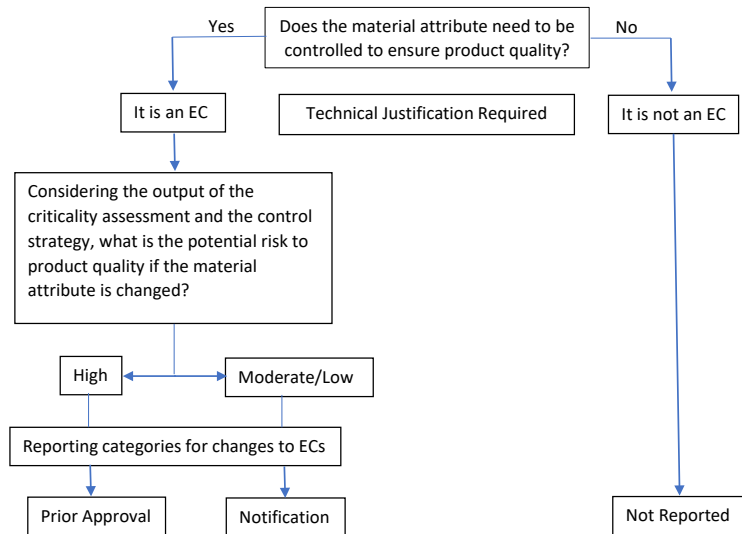 Yes
Does the material attribute need to be
controlled to ensure product quality?
No
It is an EC
Technical Justification Required
It is not an EC
Considering the output of the
criticality assessment and the control
strategy, what is the potential risk to
product quality if the material
attribute is changed?
High
Moderate/Low
Reporting categories for changes to ECs
Prior Approval
Notification
Not Reported